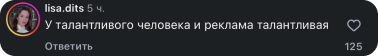 lisa.dits 5 ч.
У талантливого человека и реклама талантливая
Ответить 125